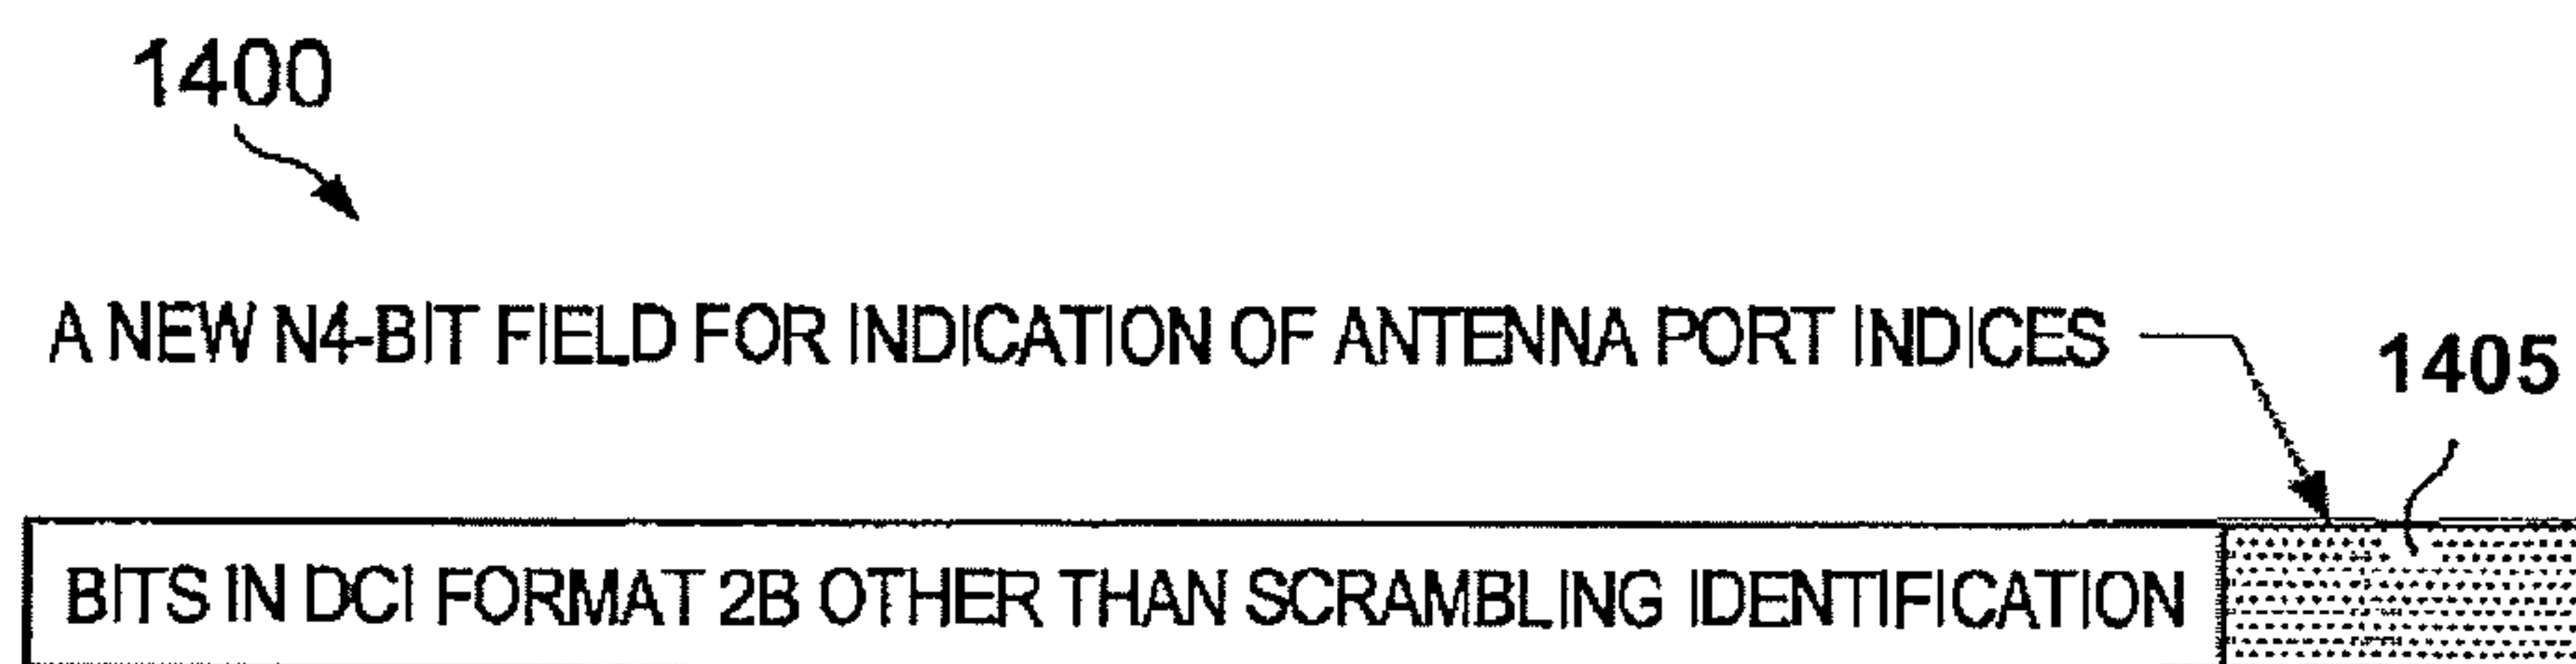 1400
A NEW N4-BIT FIELD FOR INDICATION OF ANTENNA PORT INDICES
1405
BITS IN DCI FORMAT 2B OTHER THAN SCRAMBLING IDENTIFICATION